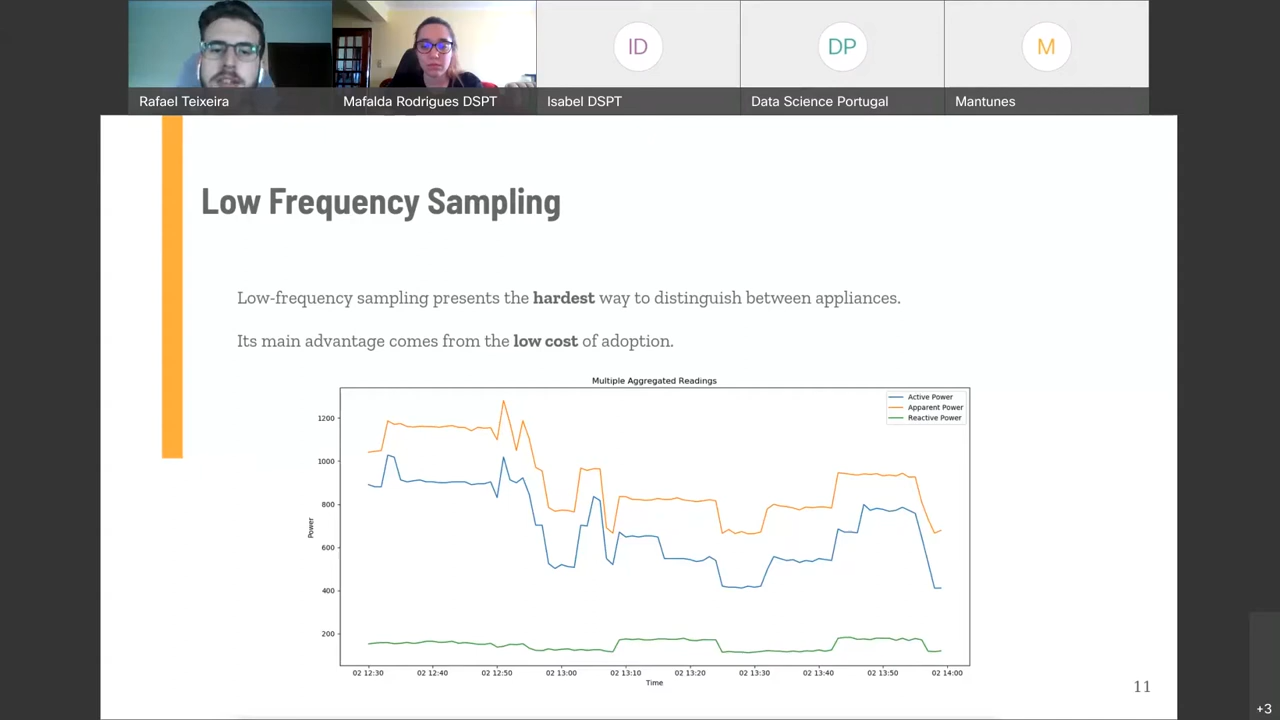 ID
DP
M
Rafael Teixeira
Mafalda Rodrigues DSPT
Isabel DSPT
Data Science Portugal
Mantunes
Low Frequency Sampling
Low-frequency sampling presents the hardest way to distinguish between appliances.
Its main advantage comes from the low cost of adoption.
Multiple Aggregated Readings
Active Power
Apparent Power
Reactive Power
1200
1000
800
600
400
200
Power
02 12:30
02 12:40
02 12:50
02 13:00
02 13:10
02 13:20
02 13:30
02 13:40
02 13:50
02 14:00
Time
11
+3